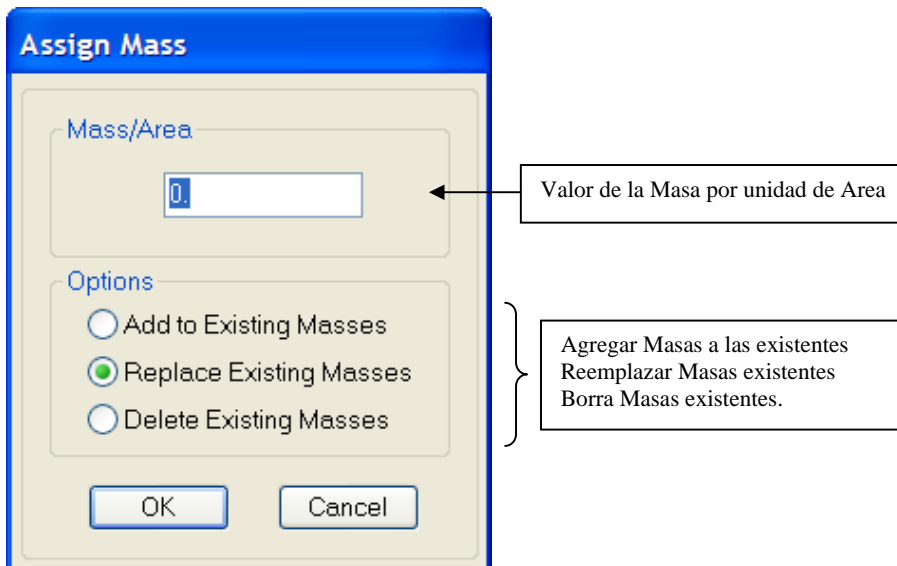 Assign Mass
Mass/Area
0.
Valor de la Masa por unidad de Area
Options
Add to Existing Masses
Replace Existing Masses
Delete Existing Masses
Agregar Masas a las existentes
Reemplazar Masas existentes
Borra Masas existentes.
OK
Cancel